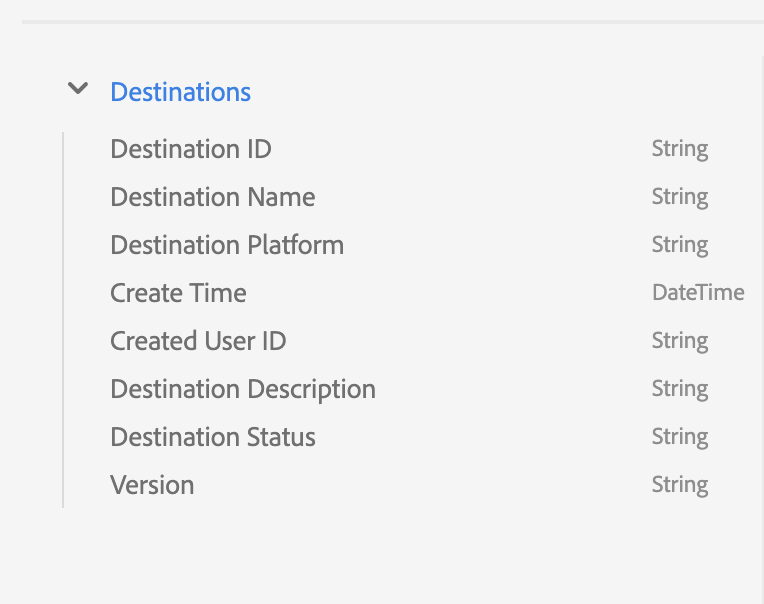 Destinations
Destination ID String
Destination Name String
Destination Platform String
Create Time DateTime
Created User ID String
Destination Description String
Destination Status String
Version String